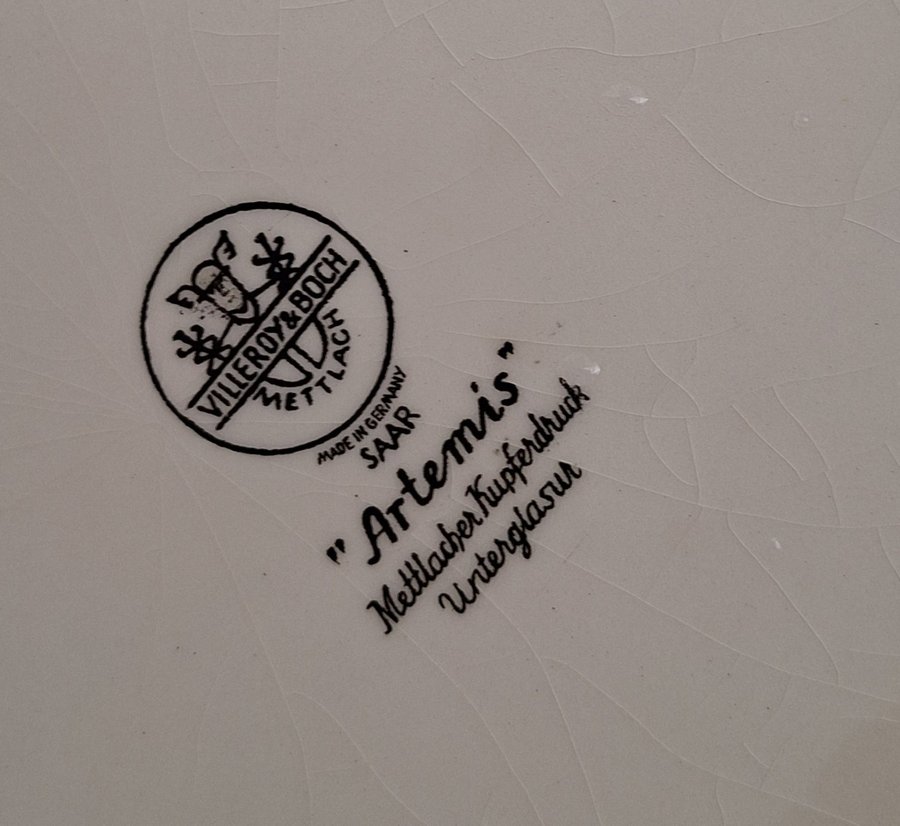 VILLEROY & BOCH
METTLACH
MADE IN GERMANY
SAAR
"Artemis"
Mettlacher Kupferdruck
Unterglasur